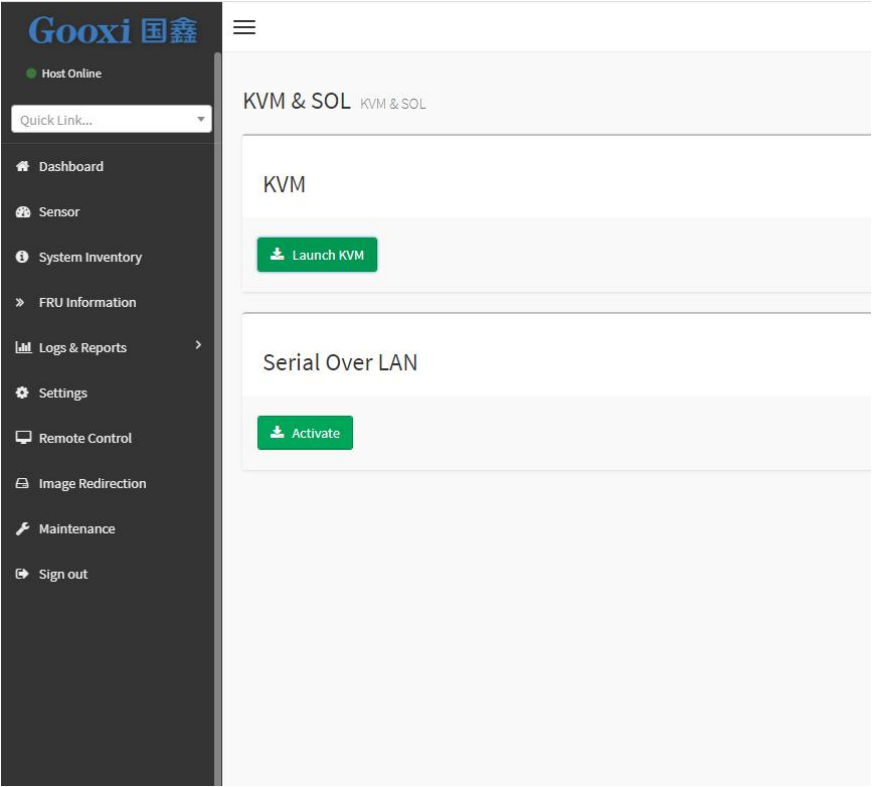 Gooxi 国鑫
Host Online
Quick Link...
Dashboard
Sensor
System Inventory
FRU Information
Logs & Reports
Settings
Remote Control
Image Redirection
Maintenance
Sign out
KVM & SOL KVM & SOL
KVM
Launch KVM
Serial Over LAN
Activate